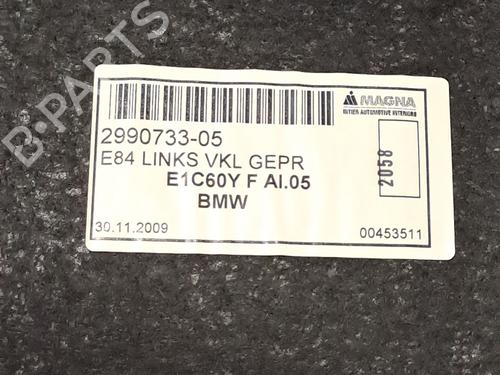 B-PARTS
MAGNA
INTIER AUTOMOTIVE INTERIORS
2990733-05
E84 LINKS VKL GEPR
E1C60Y F AI.05
BMW
2058
30.11.2009
00453511